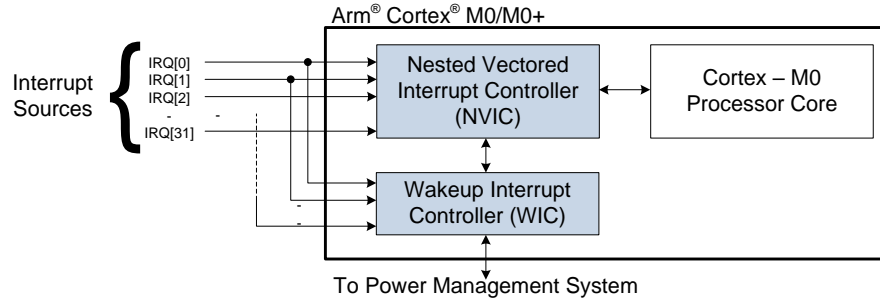 Arm® Cortex® M0/M0+
Interrupt
Sources
IRQ[0]
IRQ[1]
IRQ[2]
- -
IRQ[31]
Nested Vectored
Interrupt Controller
(NVIC)
Cortex – M0
Processor Core
Wakeup Interrupt
Controller (WIC)
-
-
To Power Management System